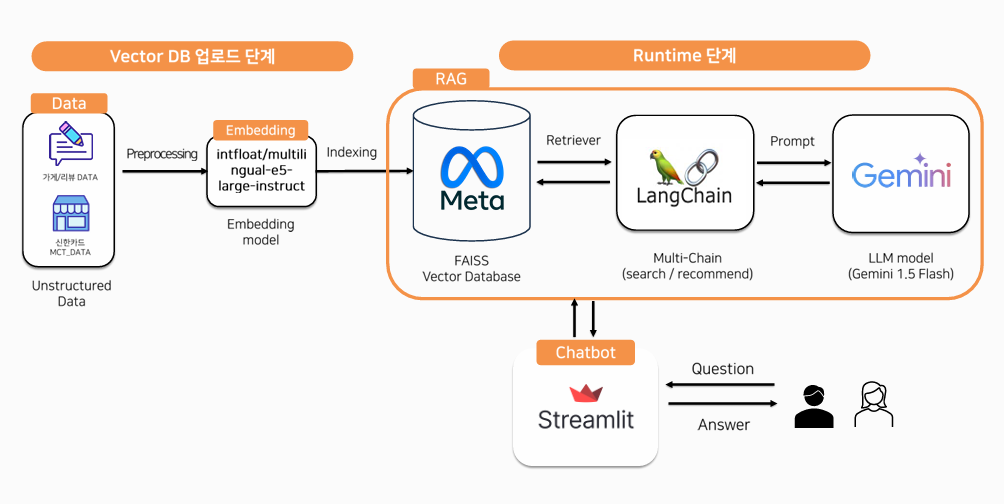 Vector DB 업로드 단계
Runtime 단계
Data
가게/리뷰 DATA
신한카드
MCT_DATA
Unstructured
Data
Preprocessing
Embedding
intfloat/multili
ngual-e5-
large-instruct
Embedding
model
Indexing
RAG
Meta
FAISS
Vector Database
Retriever
LangChain
Multi-Chain
(search / recommend)
Prompt
Gemini
LLM model
(Gemini 1.5 Flash)
Chatbot
Streamlit
Question
Answer